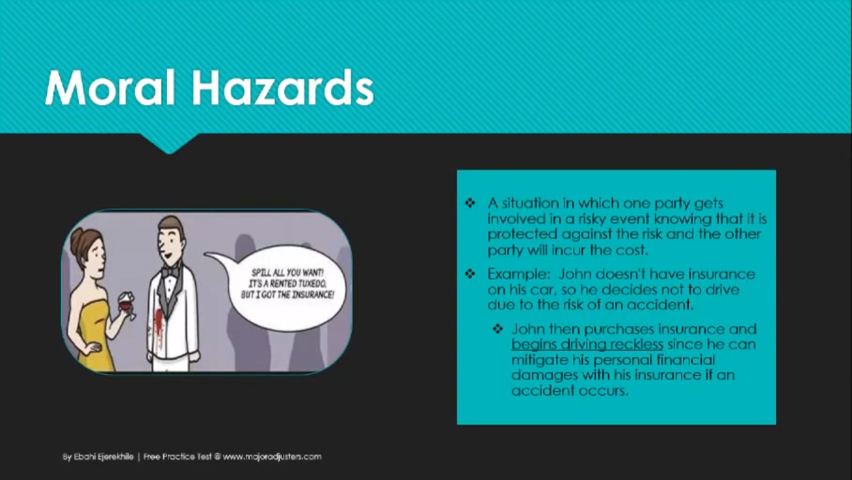 Moral Hazards
SPILL ALL YOU WANT!
IT'S A RENTED TUXEDO,
BUT I GOT THE INSURANCE!
❖ A situation in which one party gets
involved in a risky event knowing that it is
protected against the risk and the other
party will incur the cost.
❖ Example: John doesn't have insurance
on his car, so he decides not to drive
due to the risk of an accident.
❖ John then purchases insurance and
begins driving reckless since he can
mitigate his personal financial
damages with his insurance if an
accident occurs.
By Ebahi Ejerekhile | Free Practice Test @ www.majoradjusters.com